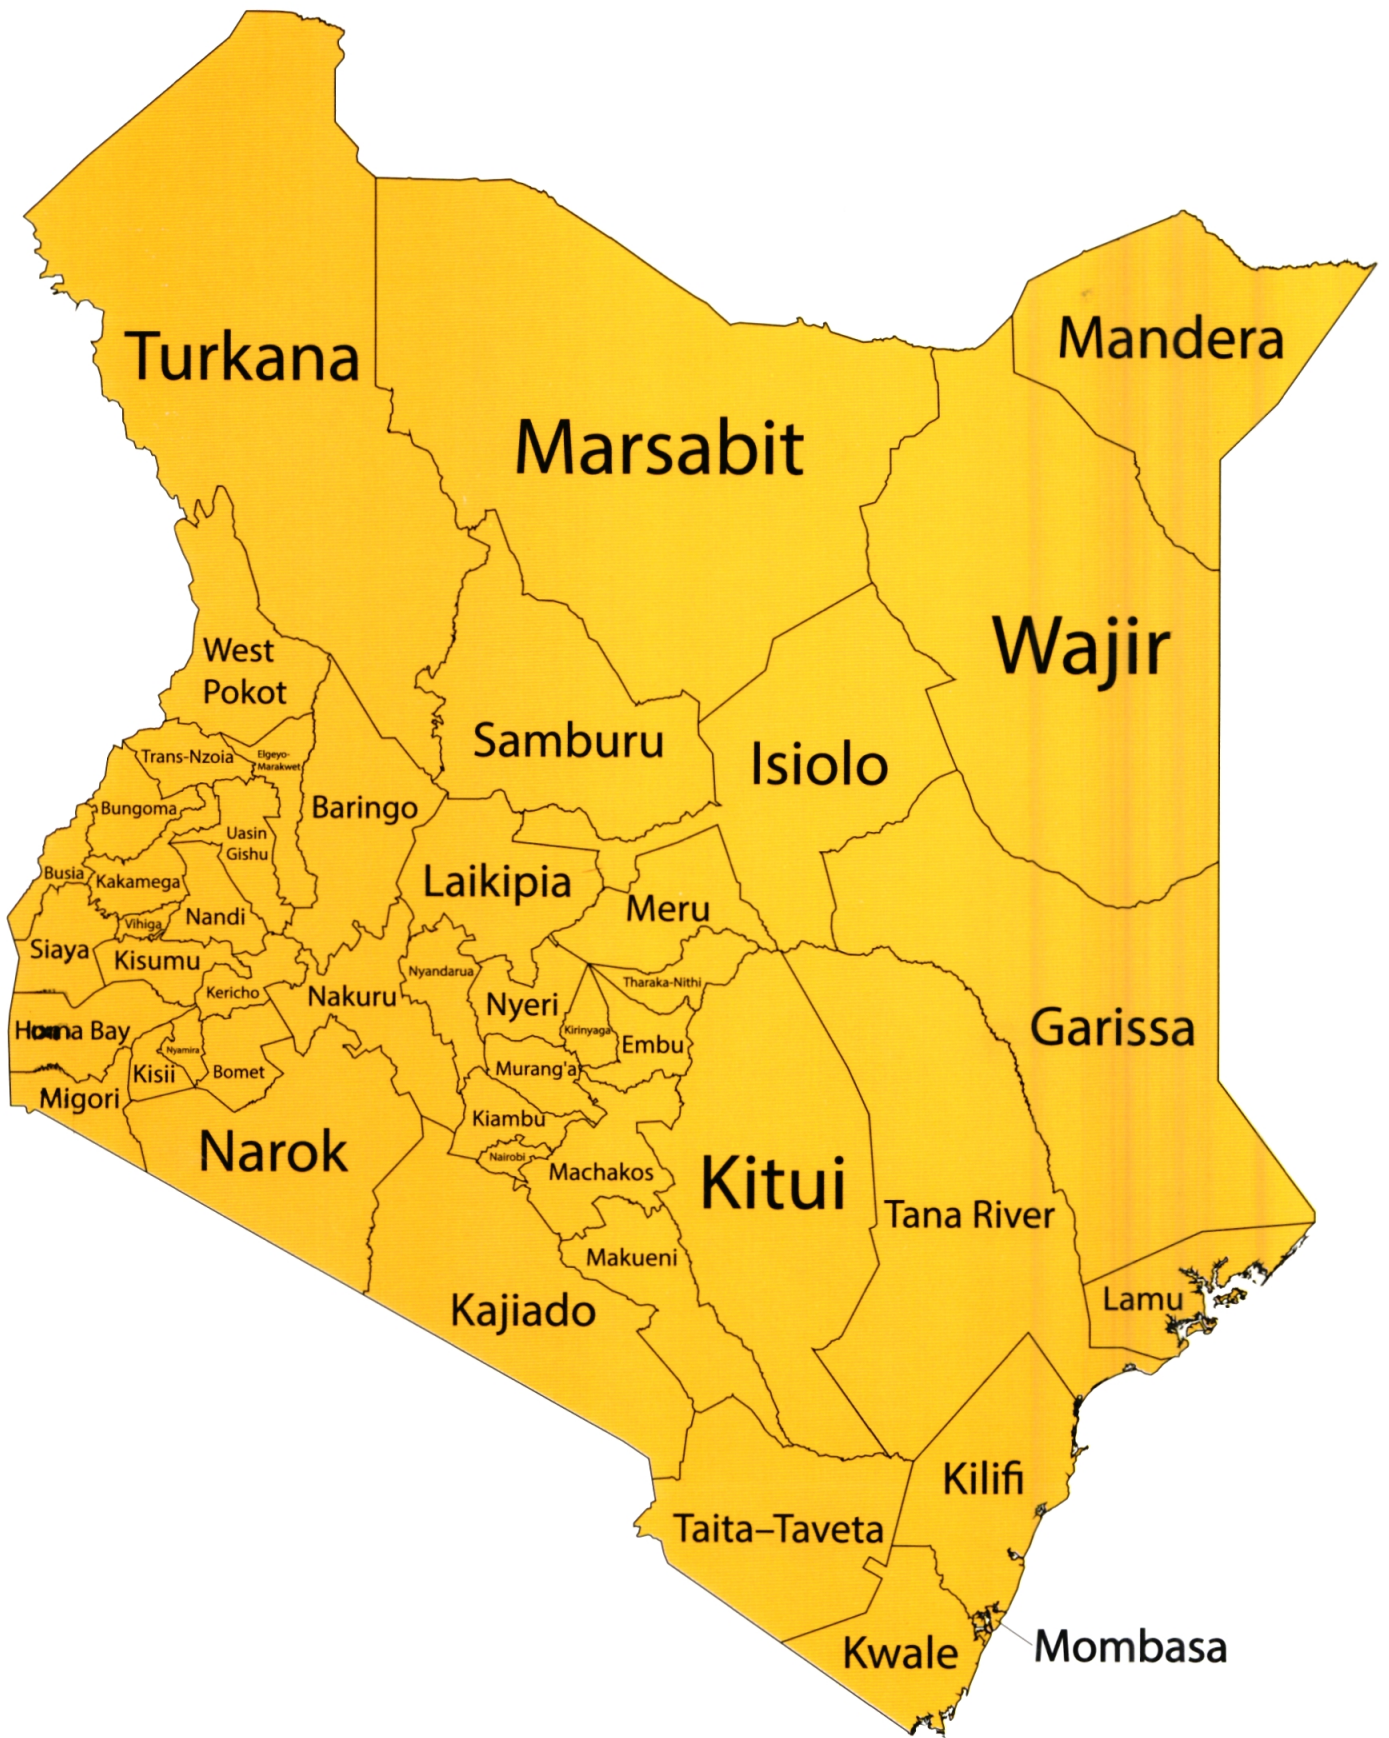 Turkana
Mandera
Marsabit
Wajir
West
Pokot
Samburu
Isiolo
Trans-Nzoia
Elgeyo-
Marakwet
Baringo
Bungoma
Uasin
Gishu
Busia
Kakamega
Laikipia
Meru
Vihiga
Nandi
Siaya
Kisumu
Nyandarua
Tharaka-Nithi
Kericho
Nakuru
Nyeri
Garissa
Homa Bay
Kirinyaga
Embu
Nyamira
Kisii
Bomet
Murang'a
Migori
Kiambu
Narok
Nairobi
Machakos
Kitui
Tana River
Makueni
Lamu
Kajiado
Kilifi
Taita–Taveta
Kwale
Mombasa